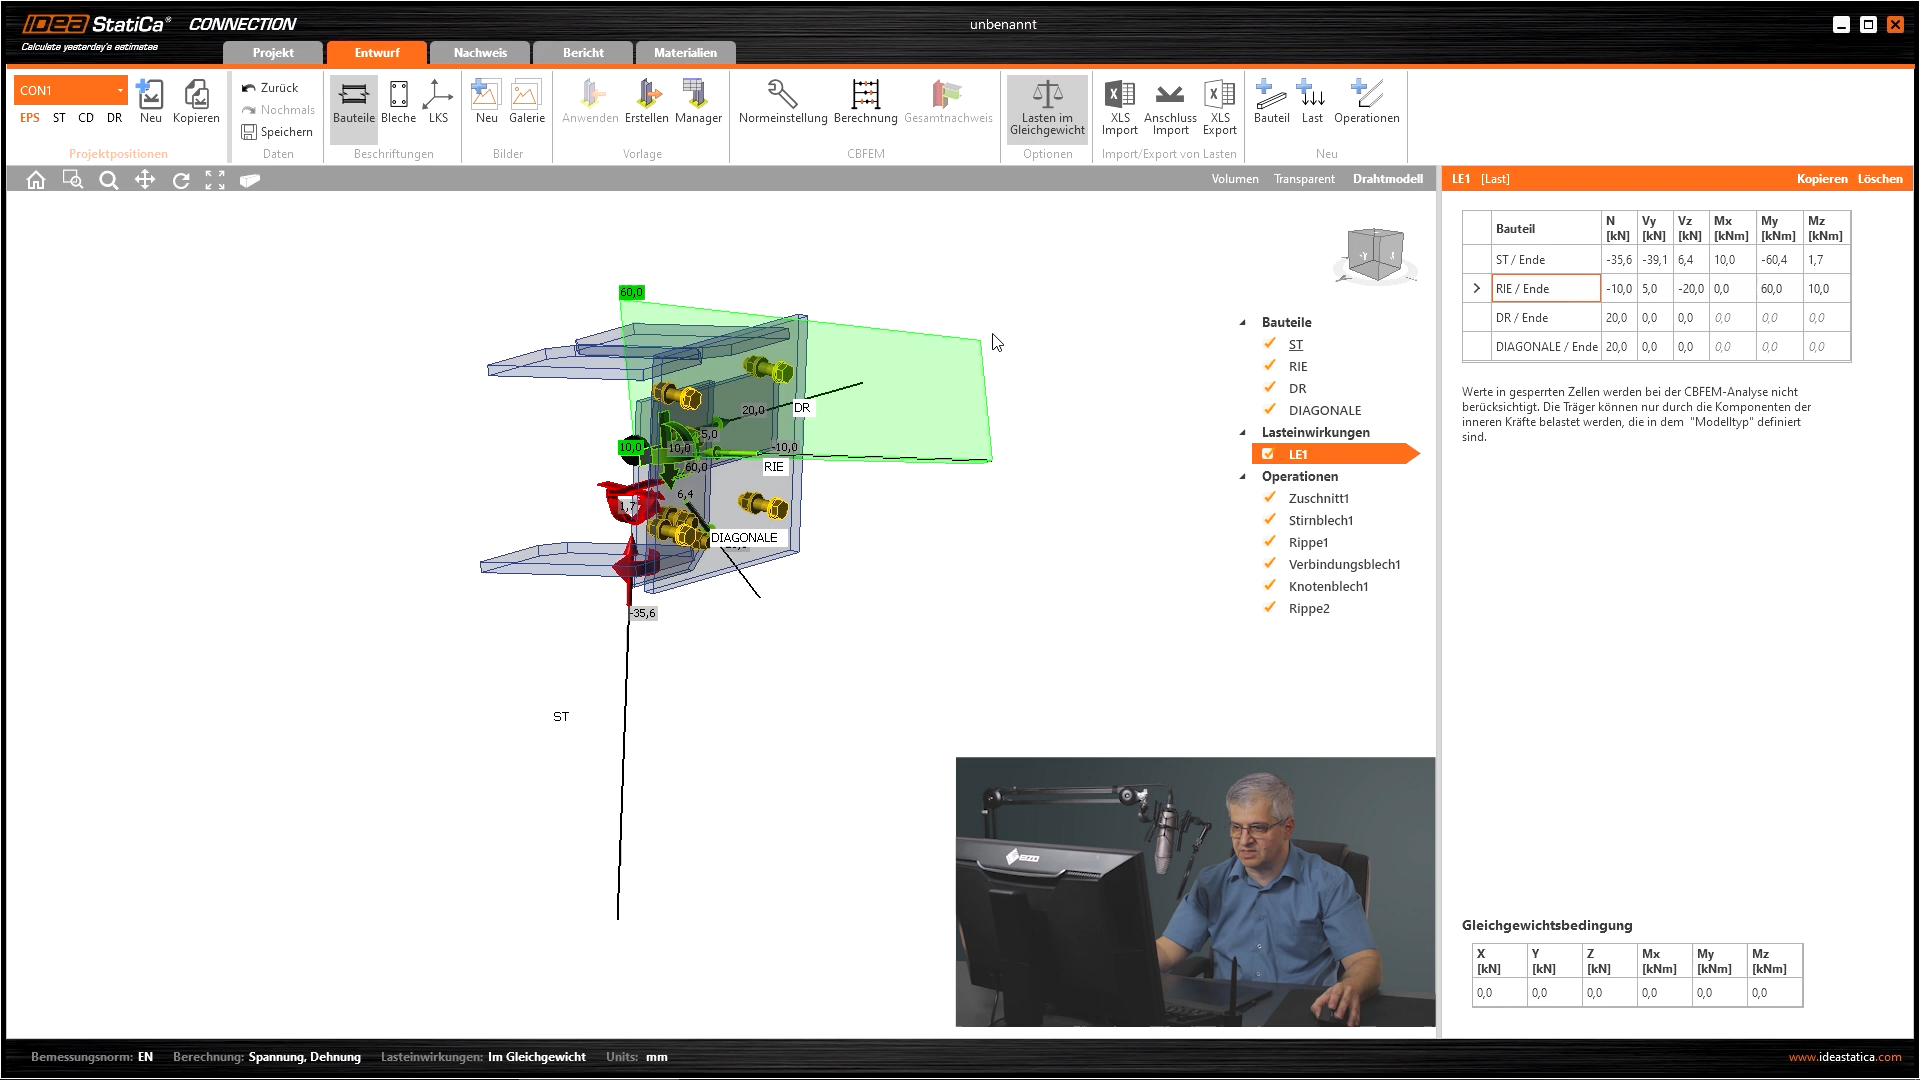 IDEA StatiCa® CONNECTION
Calculate yesterday's estimates
unbenannt
Projekt
Entwurf
Nachweis
Bericht
Materialien
CON1
EPS ST CD DR
Neu
Kopieren
Projektpositionen
Zurück
Nochmals
Speichern
Daten
Bauteile
Bleche
LKS
Beschriftungen
Neu
Galerie
Bilder
Anwenden
Erstellen
Manager
Vorlage
Normeinstellung
Berechnung
Gesamtnachweis
CBFEM
Lasten im
Gleichgewicht
Optionen
XLS
Import
Anschluss
Import
XLS
Export
Import/Export von Lasten
Bauteil
Last
Operationen
Neu
Volumen
Transparent
Drahtmodell
LE1 [Last]
Kopieren Löschen
Bauteil N [kN] Vy [kN] Vz [kN] Mx [kNm] My [kNm] Mz [kNm]
ST / Ende -35,6 -39,1 6,4 10,0 -60,4 1,7
RIE / Ende -10,0 5,0 -20,0 0,0 60,0 10,0
DR / Ende 20,0 0,0 0,0 0,0 0,0 0,0
DIAGONALE / Ende 20,0 0,0 0,0 0,0 0,0 0,0
Werte in gesperrten Zellen werden bei der CBFEM-Analyse nicht
berücksichtigt. Die Träger können nur durch die Komponenten der
inneren Kräfte belastet werden, die in dem "Modelltyp" definiert
sind.
60,0
20,0
DR
5,0
10,0
10,0
-10,0
RIE
60,0
6,4
1,7
DIAGONALE
-35,6
ST
Bauteile
ST
RIE
DR
DIAGONALE
Lasteinwirkungen
LE1
Operationen
Zuschnitt1
Stirnblech1
Rippe1
Verbindungsblech1
Knotenblech1
Rippe2
EIZO
Gleichgewichtsbedingung
X [kN] Y [kN] Z [kN] Mx [kNm] My [kNm] Mz [kNm]
0,0 0,0 0,0 0,0 0,0 0,0
Bemessungsnorm: EN Berechnung: Spannung, Dehnung Lasteinwirkungen: Im Gleichgewicht Units: mm
www.ideastatica.com